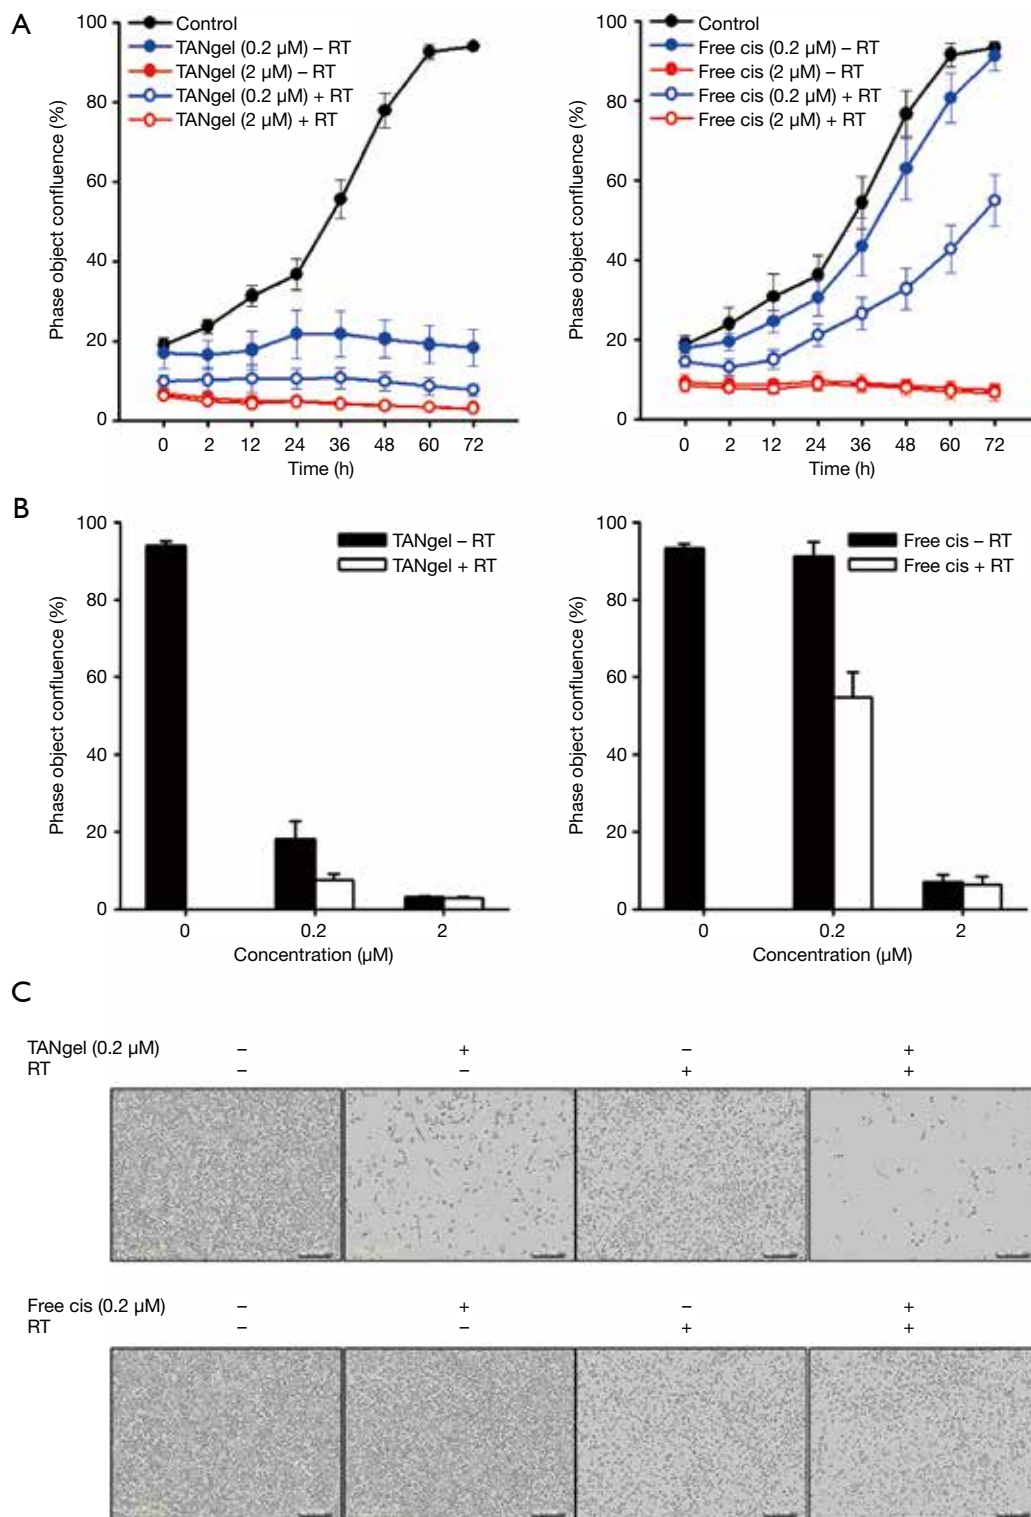 A
Control
TANgel (0.2 µM) – RT
TANgel (2 µM) – RT
TANgel (0.2 µM) + RT
TANgel (2 µM) + RT
Phase object confluence (%)
100
80
60
40
20
0
0 2 12 24 36 48 60 72
Time (h)
Control
Free cis (0.2 µM) – RT
Free cis (2 µM) – RT
Free cis (0.2 µM) + RT
Free cis (2 µM) + RT
Phase object confluence (%)
100
80
60
40
20
0
0 2 12 24 36 48 60 72
Time (h)
B
TANgel – RT
TANgel + RT
Phase object confluence (%)
100
80
60
40
20
0
0 0.2 2
Concentration (µM)
Free cis – RT
Free cis + RT
Phase object confluence (%)
100
80
60
40
20
0
0 0.2 2
Concentration (µM)
C
TANgel (0.2 µM) – + – +
RT – – + +
Free cis (0.2 µM) – + – +
RT – – + +